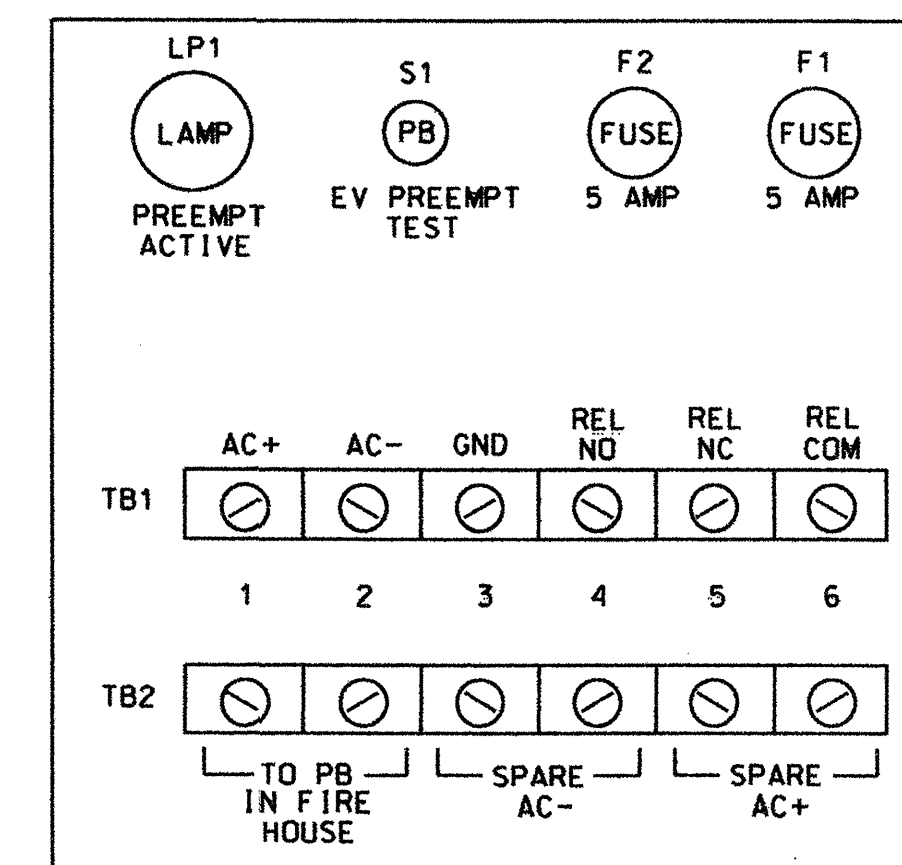 LP1
LAMP
PREEMPT
ACTIVE
S1
PB
EV PREEMPT
TEST
F2
FUSE
5 AMP
F1
FUSE
5 AMP
AC+ AC- GND REL NO REL NC REL COM
TB1
1 2 3 4 5 6
TB2
TO PB
IN FIRE
HOUSE
SPARE
AC-
SPARE
AC+